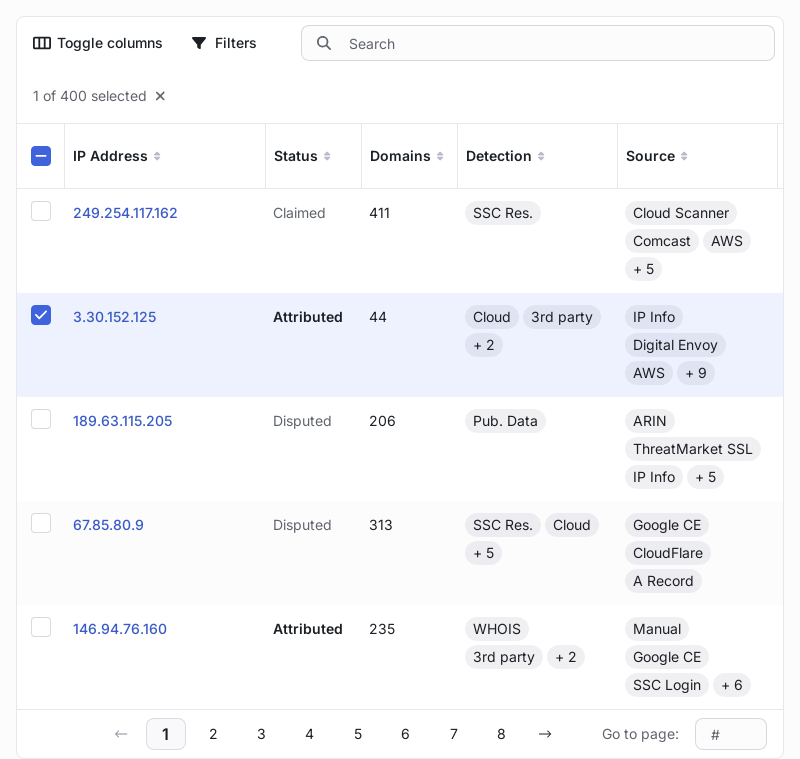 Toggle columns Filters Search
1 of 400 selected
IP Address Status Domains Detection Source
249.254.117.162 Claimed 411 SSC Res. Cloud Scanner
Comcast AWS
+ 5
3.30.152.125 Attributed 44 Cloud 3rd party IP Info
+ 2 Digital Envoy
AWS + 9
189.63.115.205 Disputed 206 Pub. Data ARIN
ThreatMarket SSL
IP Info + 5
67.85.80.9 Disputed 313 SSC Res. Cloud Google CE
+ 5 CloudFlare
A Record
146.94.76.160 Attributed 235 WHOIS Manual
3rd party + 2 Google CE
SSC Login + 6
← 1 2 3 4 5 6 7 8 → Go to page: #